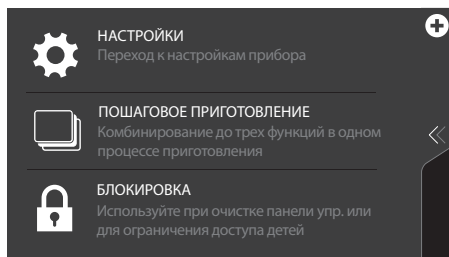 НАСТРОЙКИ
Переход к настройкам прибора
ПОШАГОВОЕ ПРИГОТОВЛЕНИЕ
Комбинирование до трех функций в одном
процессе приготовления
БЛОКИРОВКА
Используйте при очистке панели упр. или
для ограничения доступа детей